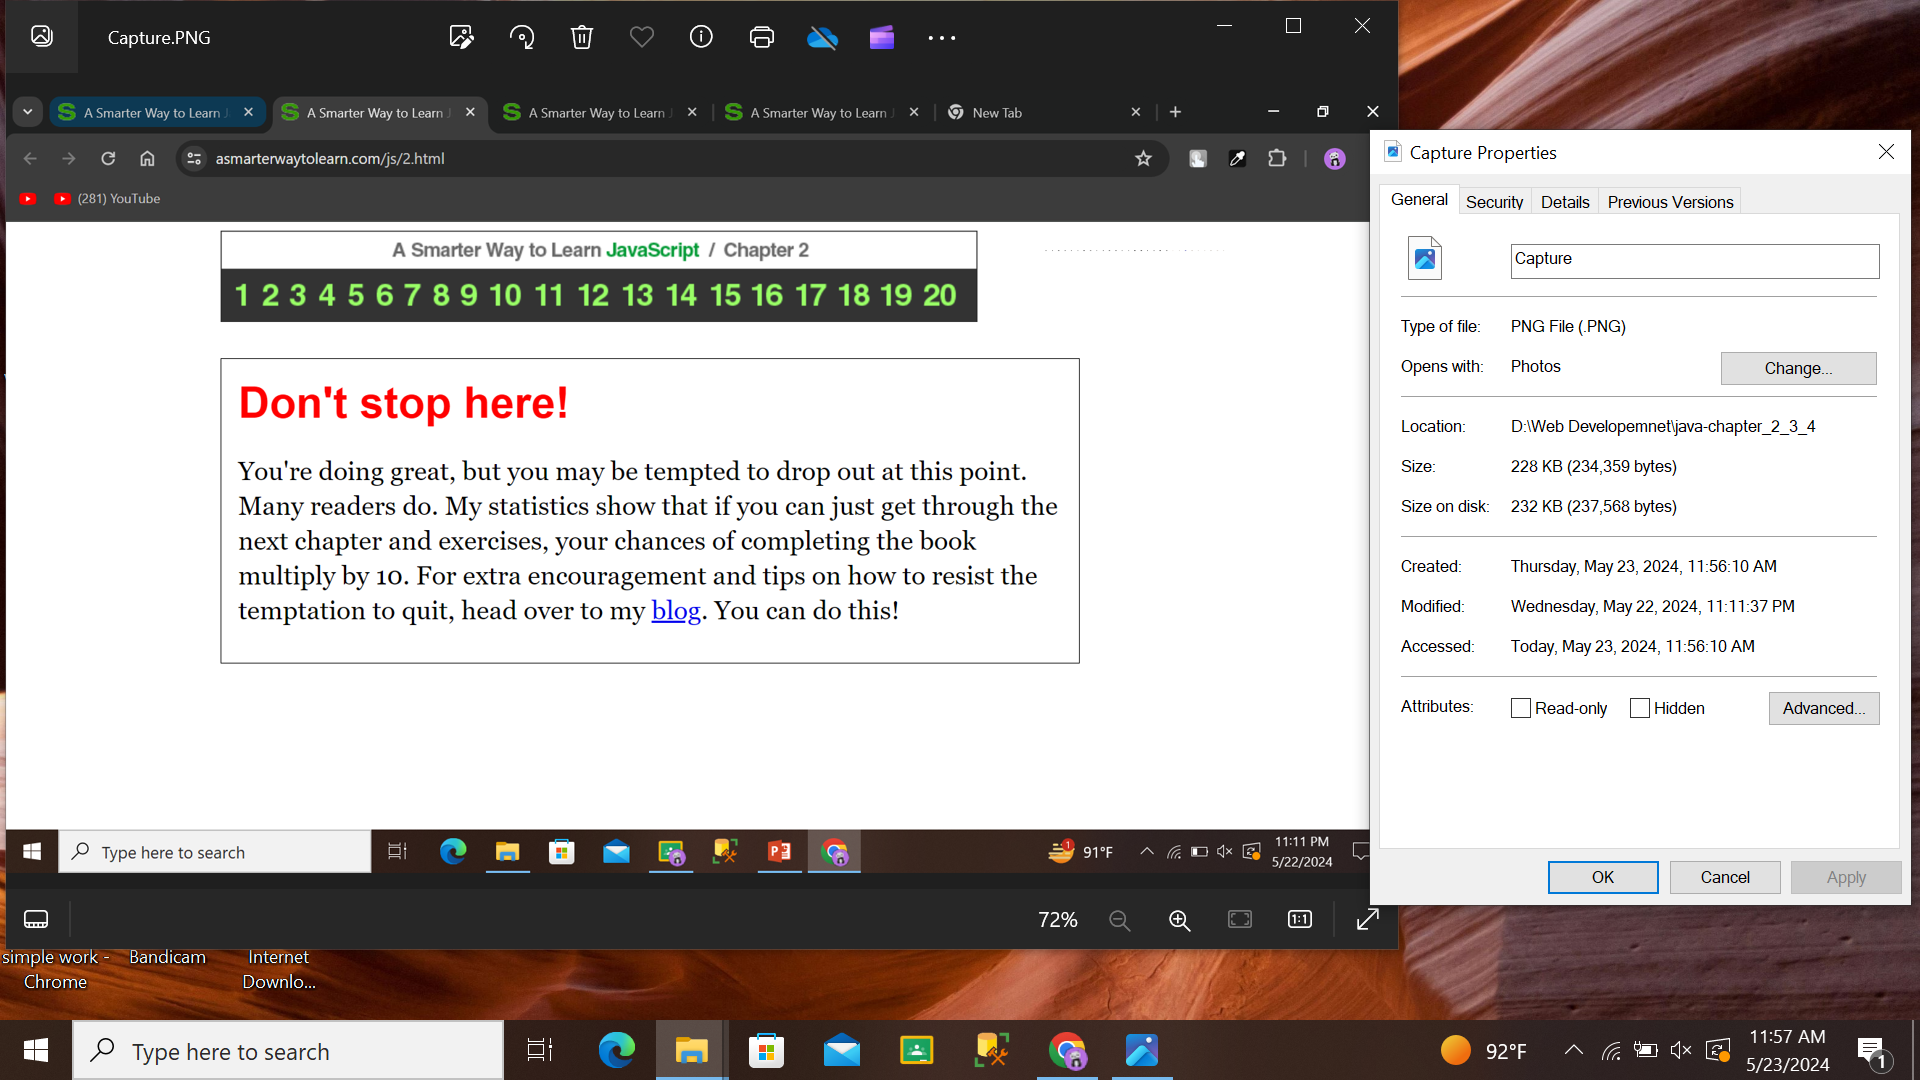 Capture.PNG
A Smarter Way to Learn J
A Smarter Way to Learn J
A Smarter Way to Learn J
A Smarter Way to Learn J
New Tab
asmarterwaytolearn.com/js/2.html
(281) YouTube
A Smarter Way to Learn JavaScript / Chapter 2
1 2 3 4 5 6 7 8 9 10 11 12 13 14 15 16 17 18 19 20
Don't stop here!
You're doing great, but you may be tempted to drop out at this point.
Many readers do. My statistics show that if you can just get through the
next chapter and exercises, your chances of completing the book
multiply by 10. For extra encouragement and tips on how to resist the
temptation to quit, head over to my blog. You can do this!
Type here to search
1
91°F
11:11 PM
5/22/2024
72%
1:1
Capture Properties
General Security Details Previous Versions
Capture
Type of file: PNG File (.PNG)
Opens with: Photos Change...
Location: D:\Web Developemnet\java-chapter_2_3_4
Size: 228 KB (234,359 bytes)
Size on disk: 232 KB (237,568 bytes)
Created: Thursday, May 23, 2024, 11:56:10 AM
Modified: Wednesday, May 22, 2024, 11:11:37 PM
Accessed: Today, May 23, 2024, 11:56:10 AM
Attributes: Read-only Hidden Advanced...
OK Cancel Apply
simple work -
Chrome
Bandicam
Internet
Downlo...
Type here to search
92°F
11:57 AM
5/23/2024
1